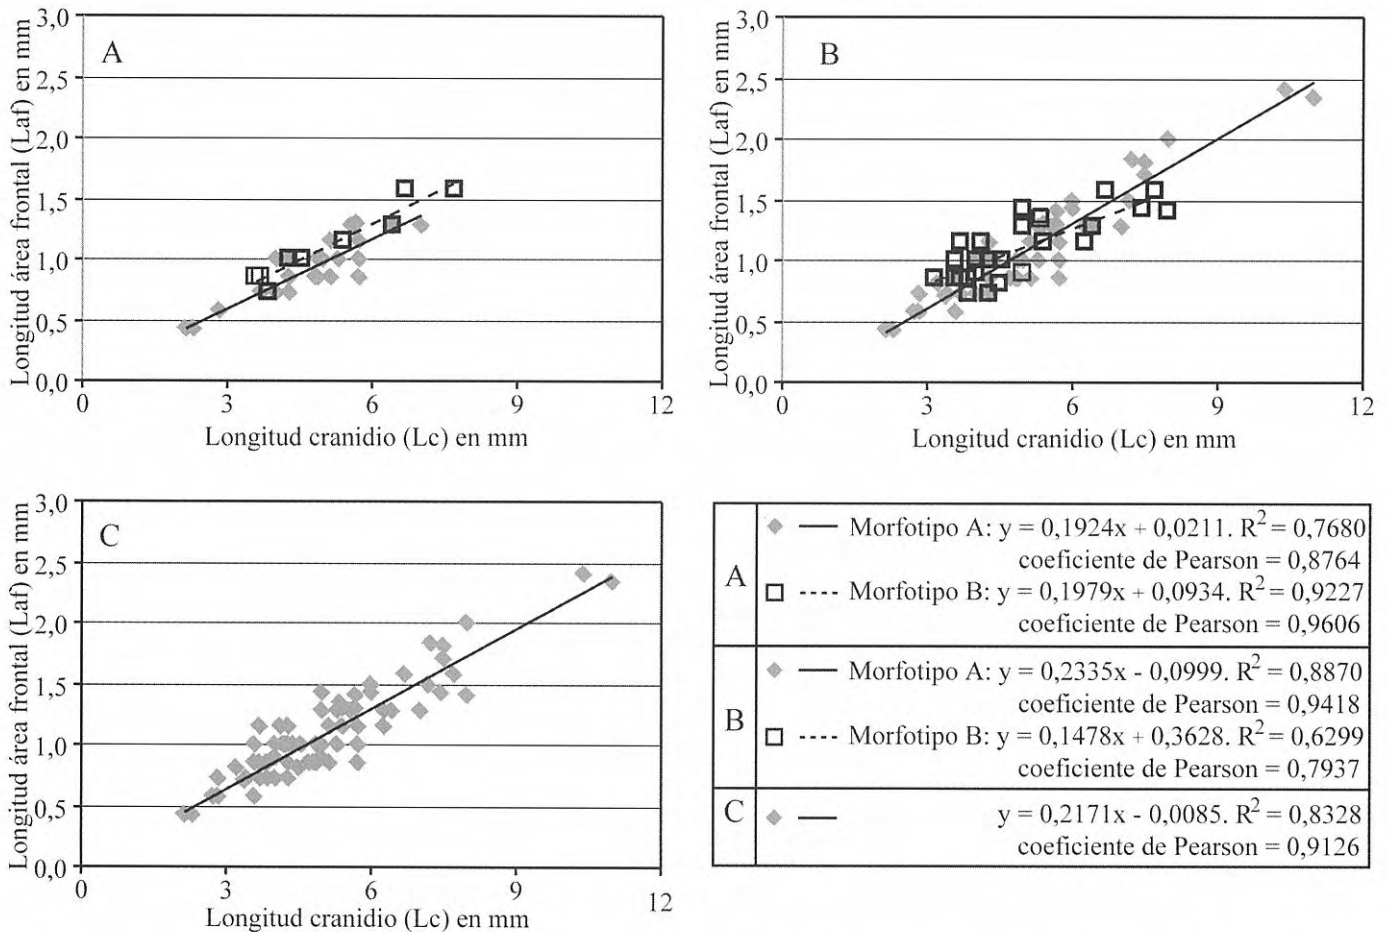 A
Longitud área frontal (Laf) en mm
3,0
2,5
2,0
1,5
1,0
0,5
0,0
0
3
6
9
12
Longitud cranidio (Lc) en mm
B
Longitud área frontal (Laf) en mm
3,0
2,5
2,0
1,5
1,0
0,5
0,0
0
3
6
9
12
Longitud cranidio (Lc) en mm
C
Longitud área frontal (Laf) en mm
3,0
2,5
2,0
1,5
1,0
0,5
0,0
0
3
6
9
12
Longitud cranidio (Lc) en mm
A
Morfotipo A: y = 0,1924x + 0,0211. R² = 0,7680
coeficiente de Pearson = 0,8764
Morfotipo B: y = 0,1979x + 0,0934. R² = 0,9227
coeficiente de Pearson = 0,9606
B
Morfotipo A: y = 0,2335x - 0,0999. R² = 0,8870
coeficiente de Pearson = 0,9418
Morfotipo B: y = 0,1478x + 0,3628. R² = 0,6299
coeficiente de Pearson = 0,7937
C
y = 0,2171x - 0,0085. R² = 0,8328
coeficiente de Pearson = 0,9126